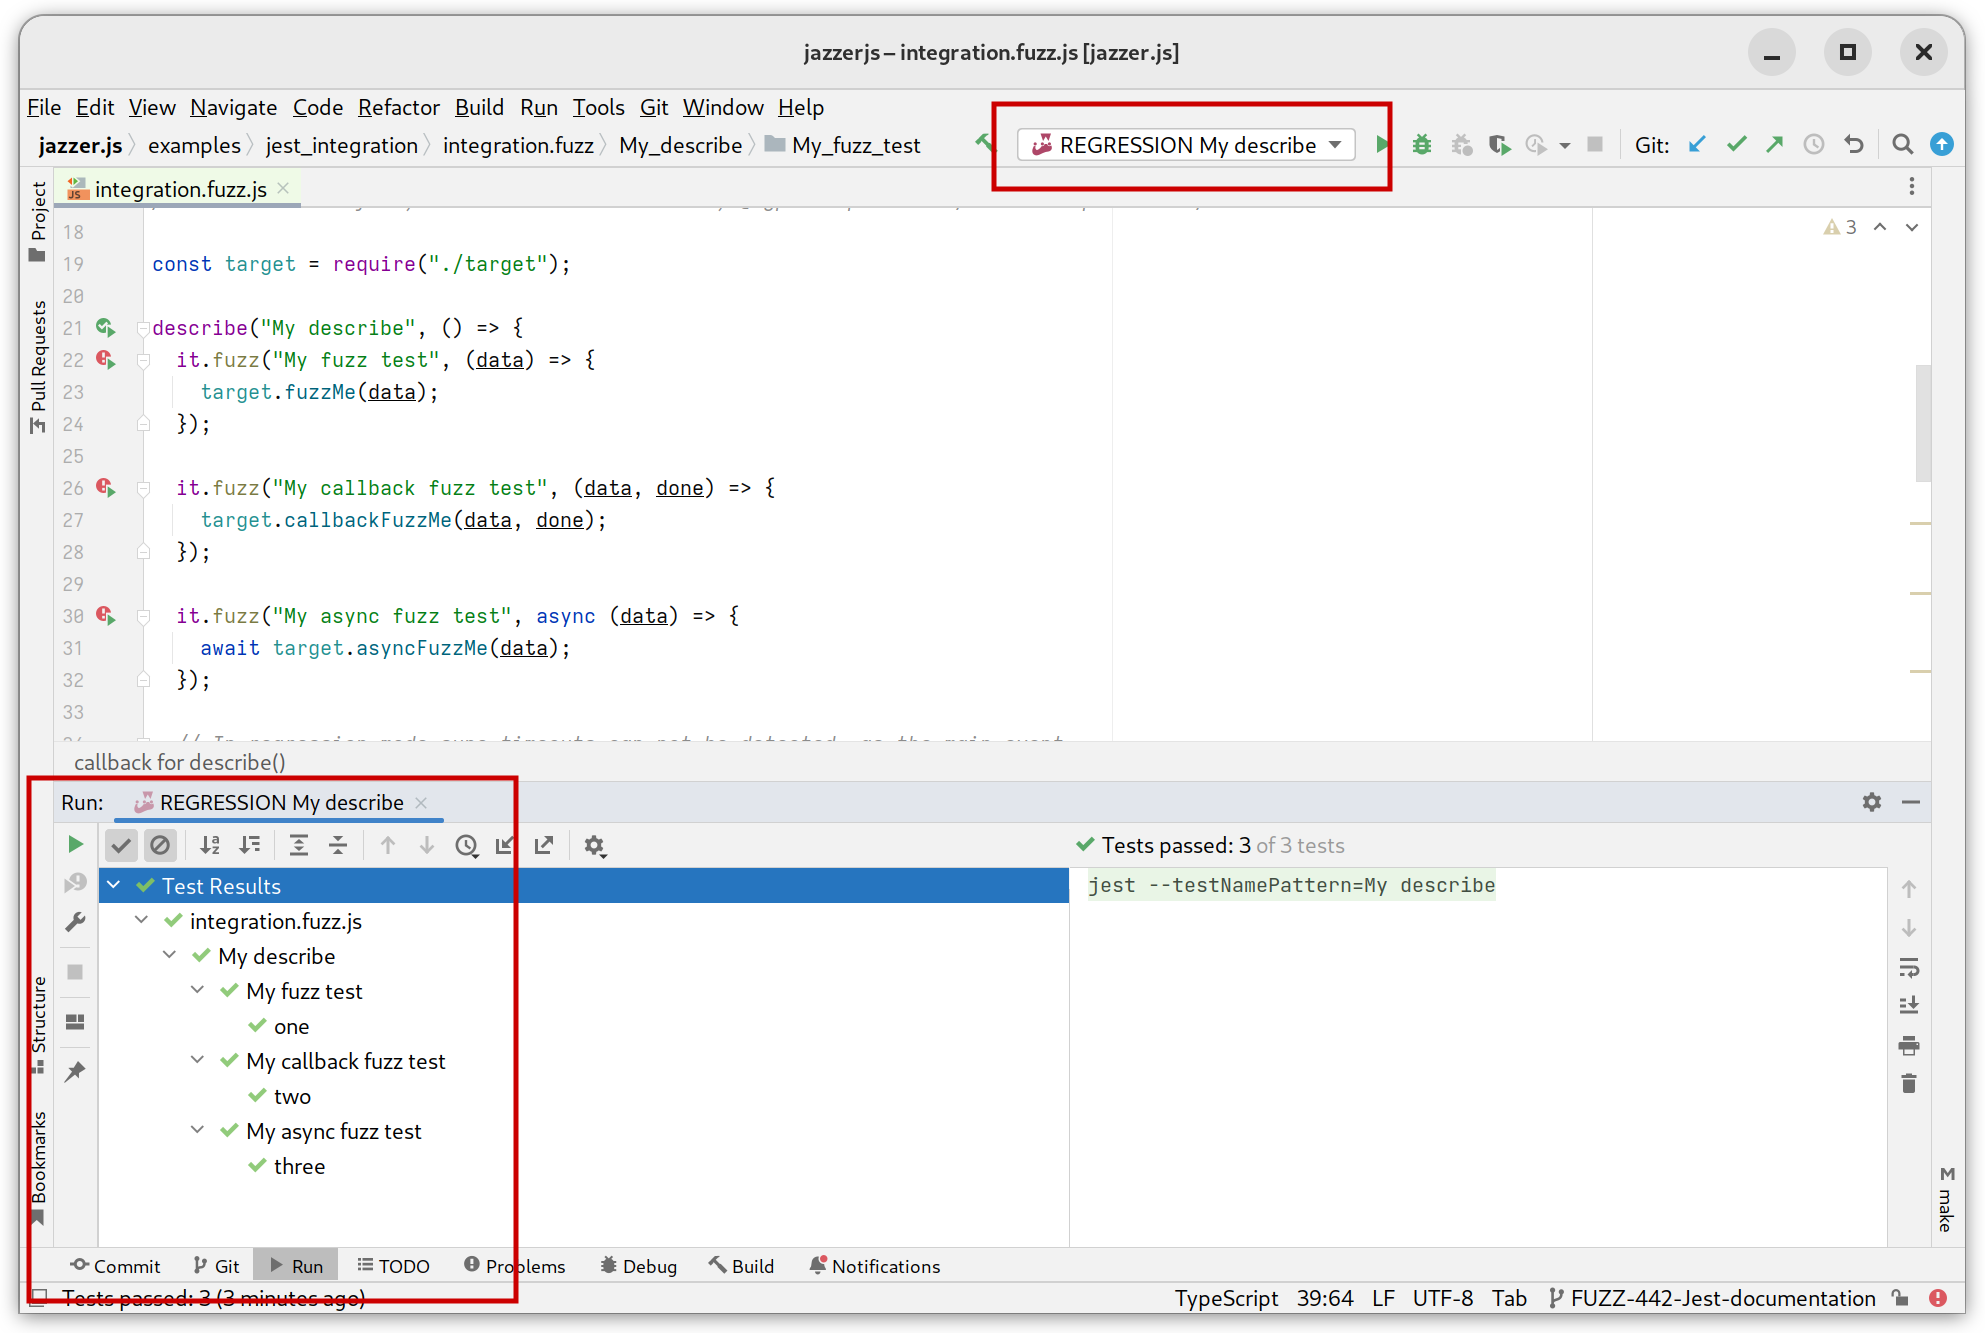 jazzerjs – integration.fuzz.js [jazzer.js]
File Edit View Navigate Code Refactor Build Run Tools Git Window Help
jazzer.js examples jest_integration integration.fuzz My_describe My_fuzz_test REGRESSION My describe Git:
Project
Pull Requests
Structure
Bookmarks
integration.fuzz.js
3
18
19 const target = require("./target");
20
21 describe("My describe", () => {
22 it.fuzz("My fuzz test", (data) => {
23 target.fuzzMe(data);
24 });
25
26 it.fuzz("My callback fuzz test", (data, done) => {
27 target.callbackFuzzMe(data, done);
28 });
29
30 it.fuzz("My async fuzz test", async (data) => {
31 await target.asyncFuzzMe(data);
32 });
33
callback for describe()
Run: REGRESSION My describe
Tests passed: 3 of 3 tests
Test Results
integration.fuzz.js
My describe
My fuzz test
one
My callback fuzz test
two
My async fuzz test
three
jest --testNamePattern=My describe
M make
Commit Git Run TODO Problems Debug Build Notifications
Tests passed: 3 (3 minutes ago) TypeScript 39:64 LF UTF-8 Tab FUZZ-442-Jest-documentation